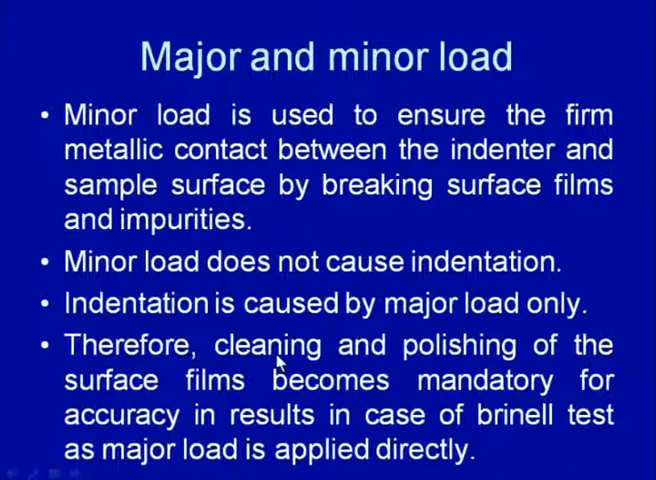 Major and minor load
• Minor load is used to ensure the firm
metallic contact between the indenter and
sample surface by breaking surface films
and impurities.
• Minor load does not cause indentation.
• Indentation is caused by major load only.
• Therefore, cleaning and polishing of the
surface films becomes mandatory for
accuracy in results in case of brinell test
as major load is applied directly.